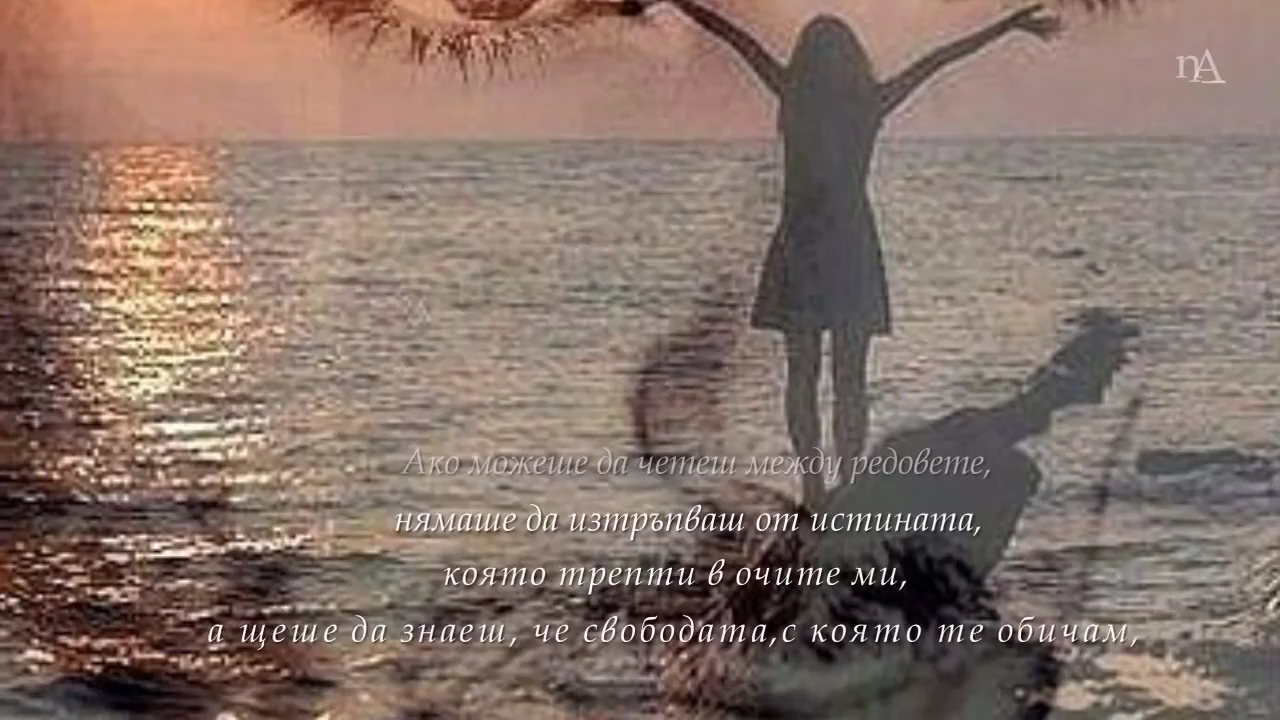 nA
Ако можеше да четеш между редовете,
нямаше да изтръпваш от истината,
която трепти в очите ми,
а щеше да знаеш, че свободата,с която те обичам,